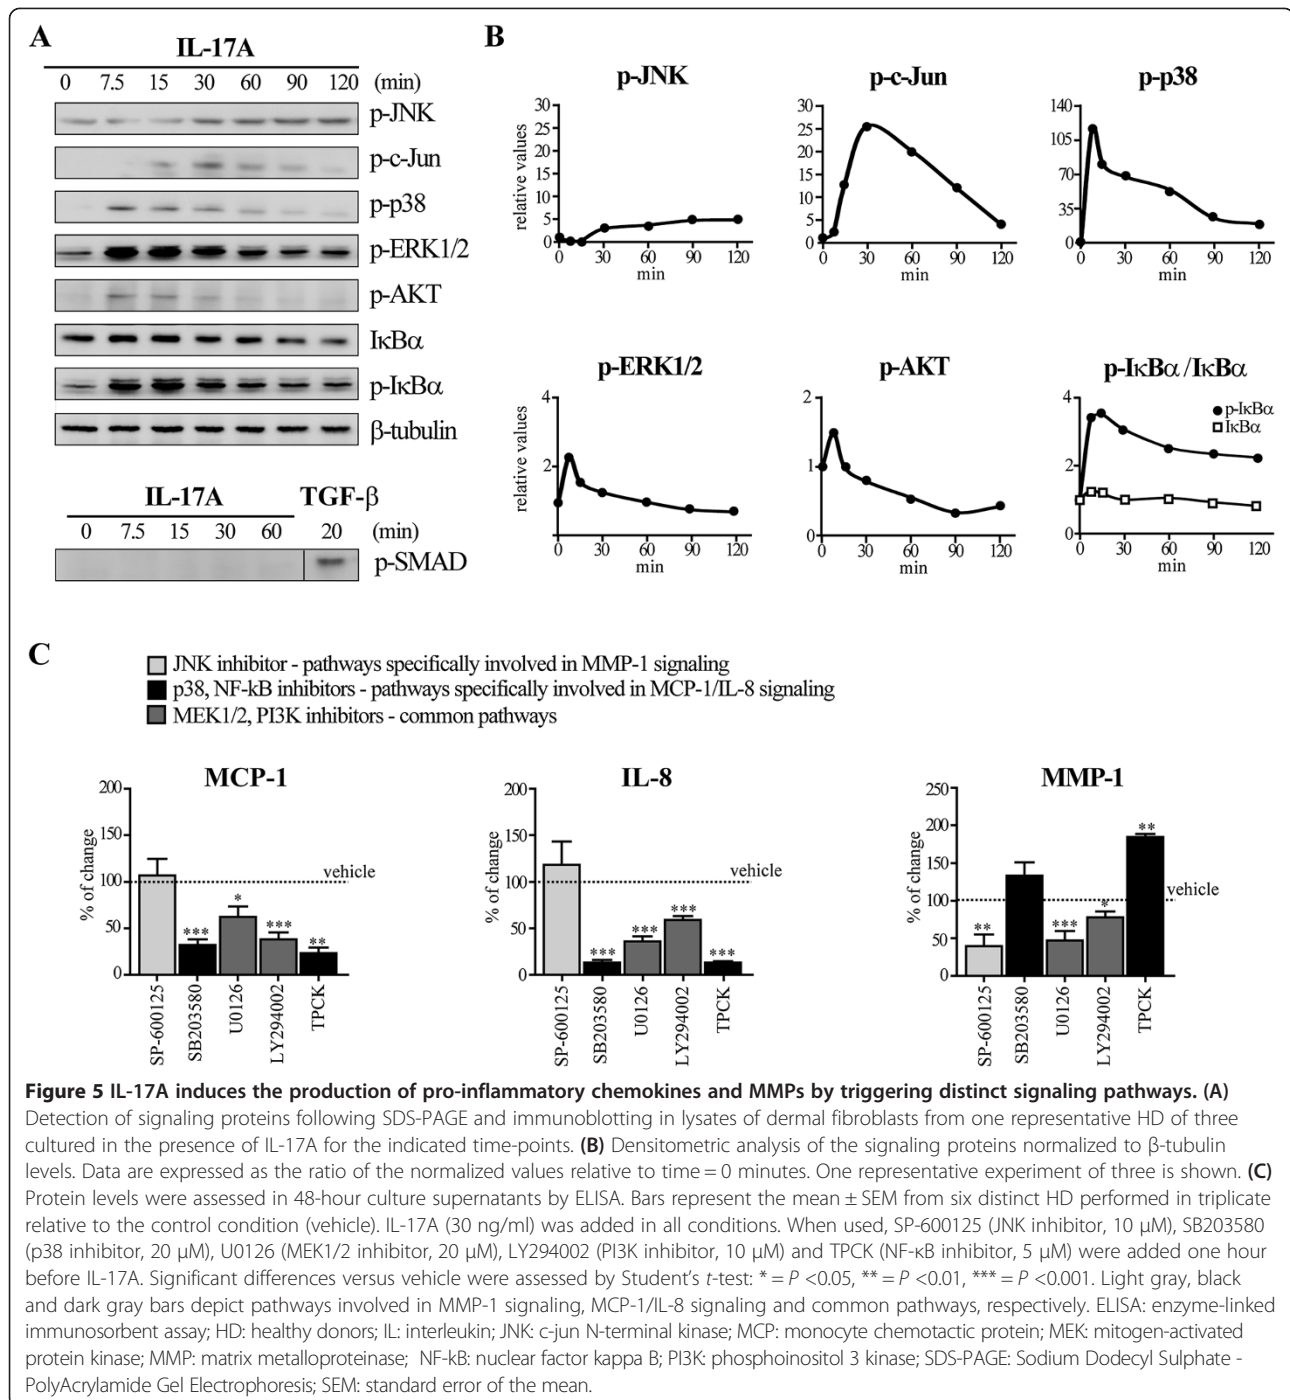 A
IL-17A
0 7.5 15 30 60 90 120 (min)
p-JNK
p-c-Jun
p-p38
p-ERK1/2
p-AKT
IκBα
p-IκBα
β-tubulin
IL-17A TGF-β
0 7.5 15 30 60 20 (min)
p-SMAD
B
p-JNK
relative values
30
25
20
15
10
5
0
0 30 60 90 120
min
p-c-Jun
30
25
20
15
10
5
0
0 30 60 90 120
min
p-p38
140
105
70
35
0
0 30 60 90 120
min
p-ERK1/2
relative values
4
2
0
0 30 60 90 120
min
p-AKT
2
1
0
0 30 60 90 120
min
p-IκBα/IκBα
p-IκBα
IκBα
4
2
0
0 30 60 90 120
min
C
JNK inhibitor - pathways specifically involved in MMP-1 signaling
p38, NF-kB inhibitors - pathways specifically involved in MCP-1/IL-8 signaling
MEK1/2, PI3K inhibitors - common pathways
MCP-1
% of change
200
150
100
50
0
vehicle
*** * *** **
SP-600125
SB203580
U0126
LY294002
TPCK
IL-8
% of change
200
150
100
50
0
vehicle
*** *** *** ***
SP-600125
SB203580
U0126
LY294002
TPCK
MMP-1
% of change
250
200
150
100
50
0
vehicle
** *** * **
SP-600125
SB203580
U0126
LY294002
TPCK
Figure 5 IL-17A induces the production of pro-inflammatory chemokines and MMPs by triggering distinct signaling pathways. (A)
Detection of signaling proteins following SDS-PAGE and immunoblotting in lysates of dermal fibroblasts from one representative HD of three
cultured in the presence of IL-17A for the indicated time-points. (B) Densitometric analysis of the signaling proteins normalized to β-tubulin
levels. Data are expressed as the ratio of the normalized values relative to time = 0 minutes. One representative experiment of three is shown. (C)
Protein levels were assessed in 48-hour culture supernatants by ELISA. Bars represent the mean ± SEM from six distinct HD performed in triplicate
relative to the control condition (vehicle). IL-17A (30 ng/ml) was added in all conditions. When used, SP-600125 (JNK inhibitor, 10 μM), SB203580
(p38 inhibitor, 20 μM), U0126 (MEK1/2 inhibitor, 20 μM), LY294002 (PI3K inhibitor, 10 μM) and TPCK (NF-κB inhibitor, 5 μM) were added one hour
before IL-17A. Significant differences versus vehicle were assessed by Student's t-test: * = P <0.05, ** = P <0.01, *** = P <0.001. Light gray, black
and dark gray bars depict pathways involved in MMP-1 signaling, MCP-1/IL-8 signaling and common pathways, respectively. ELISA: enzyme-linked
immunosorbent assay; HD: healthy donors; IL: interleukin; JNK: c-jun N-terminal kinase; MCP: monocyte chemotactic protein; MEK: mitogen-activated
protein kinase; MMP: matrix metalloproteinase; NF-kB: nuclear factor kappa B; PI3K: phosphoinositol 3 kinase; SDS-PAGE: Sodium Dodecyl Sulphate -
PolyAcrylamide Gel Electrophoresis; SEM: standard error of the mean.